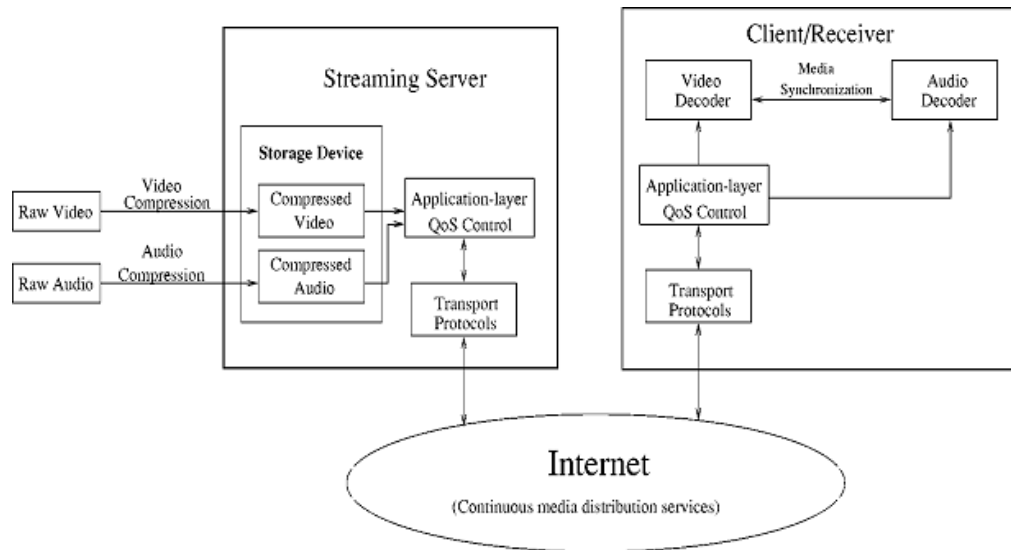 Streaming Server
Storage Device
Raw Video
Video
Compression
Compressed
Video
Application-layer
QoS Control
Raw Audio
Audio
Compression
Compressed
Audio
Transport
Protocols
Client/Receiver
Video
Decoder
Media
Synchronization
Audio
Decoder
Application-layer
QoS Control
Transport
Protocols
Internet
(Continuous media distribution services)